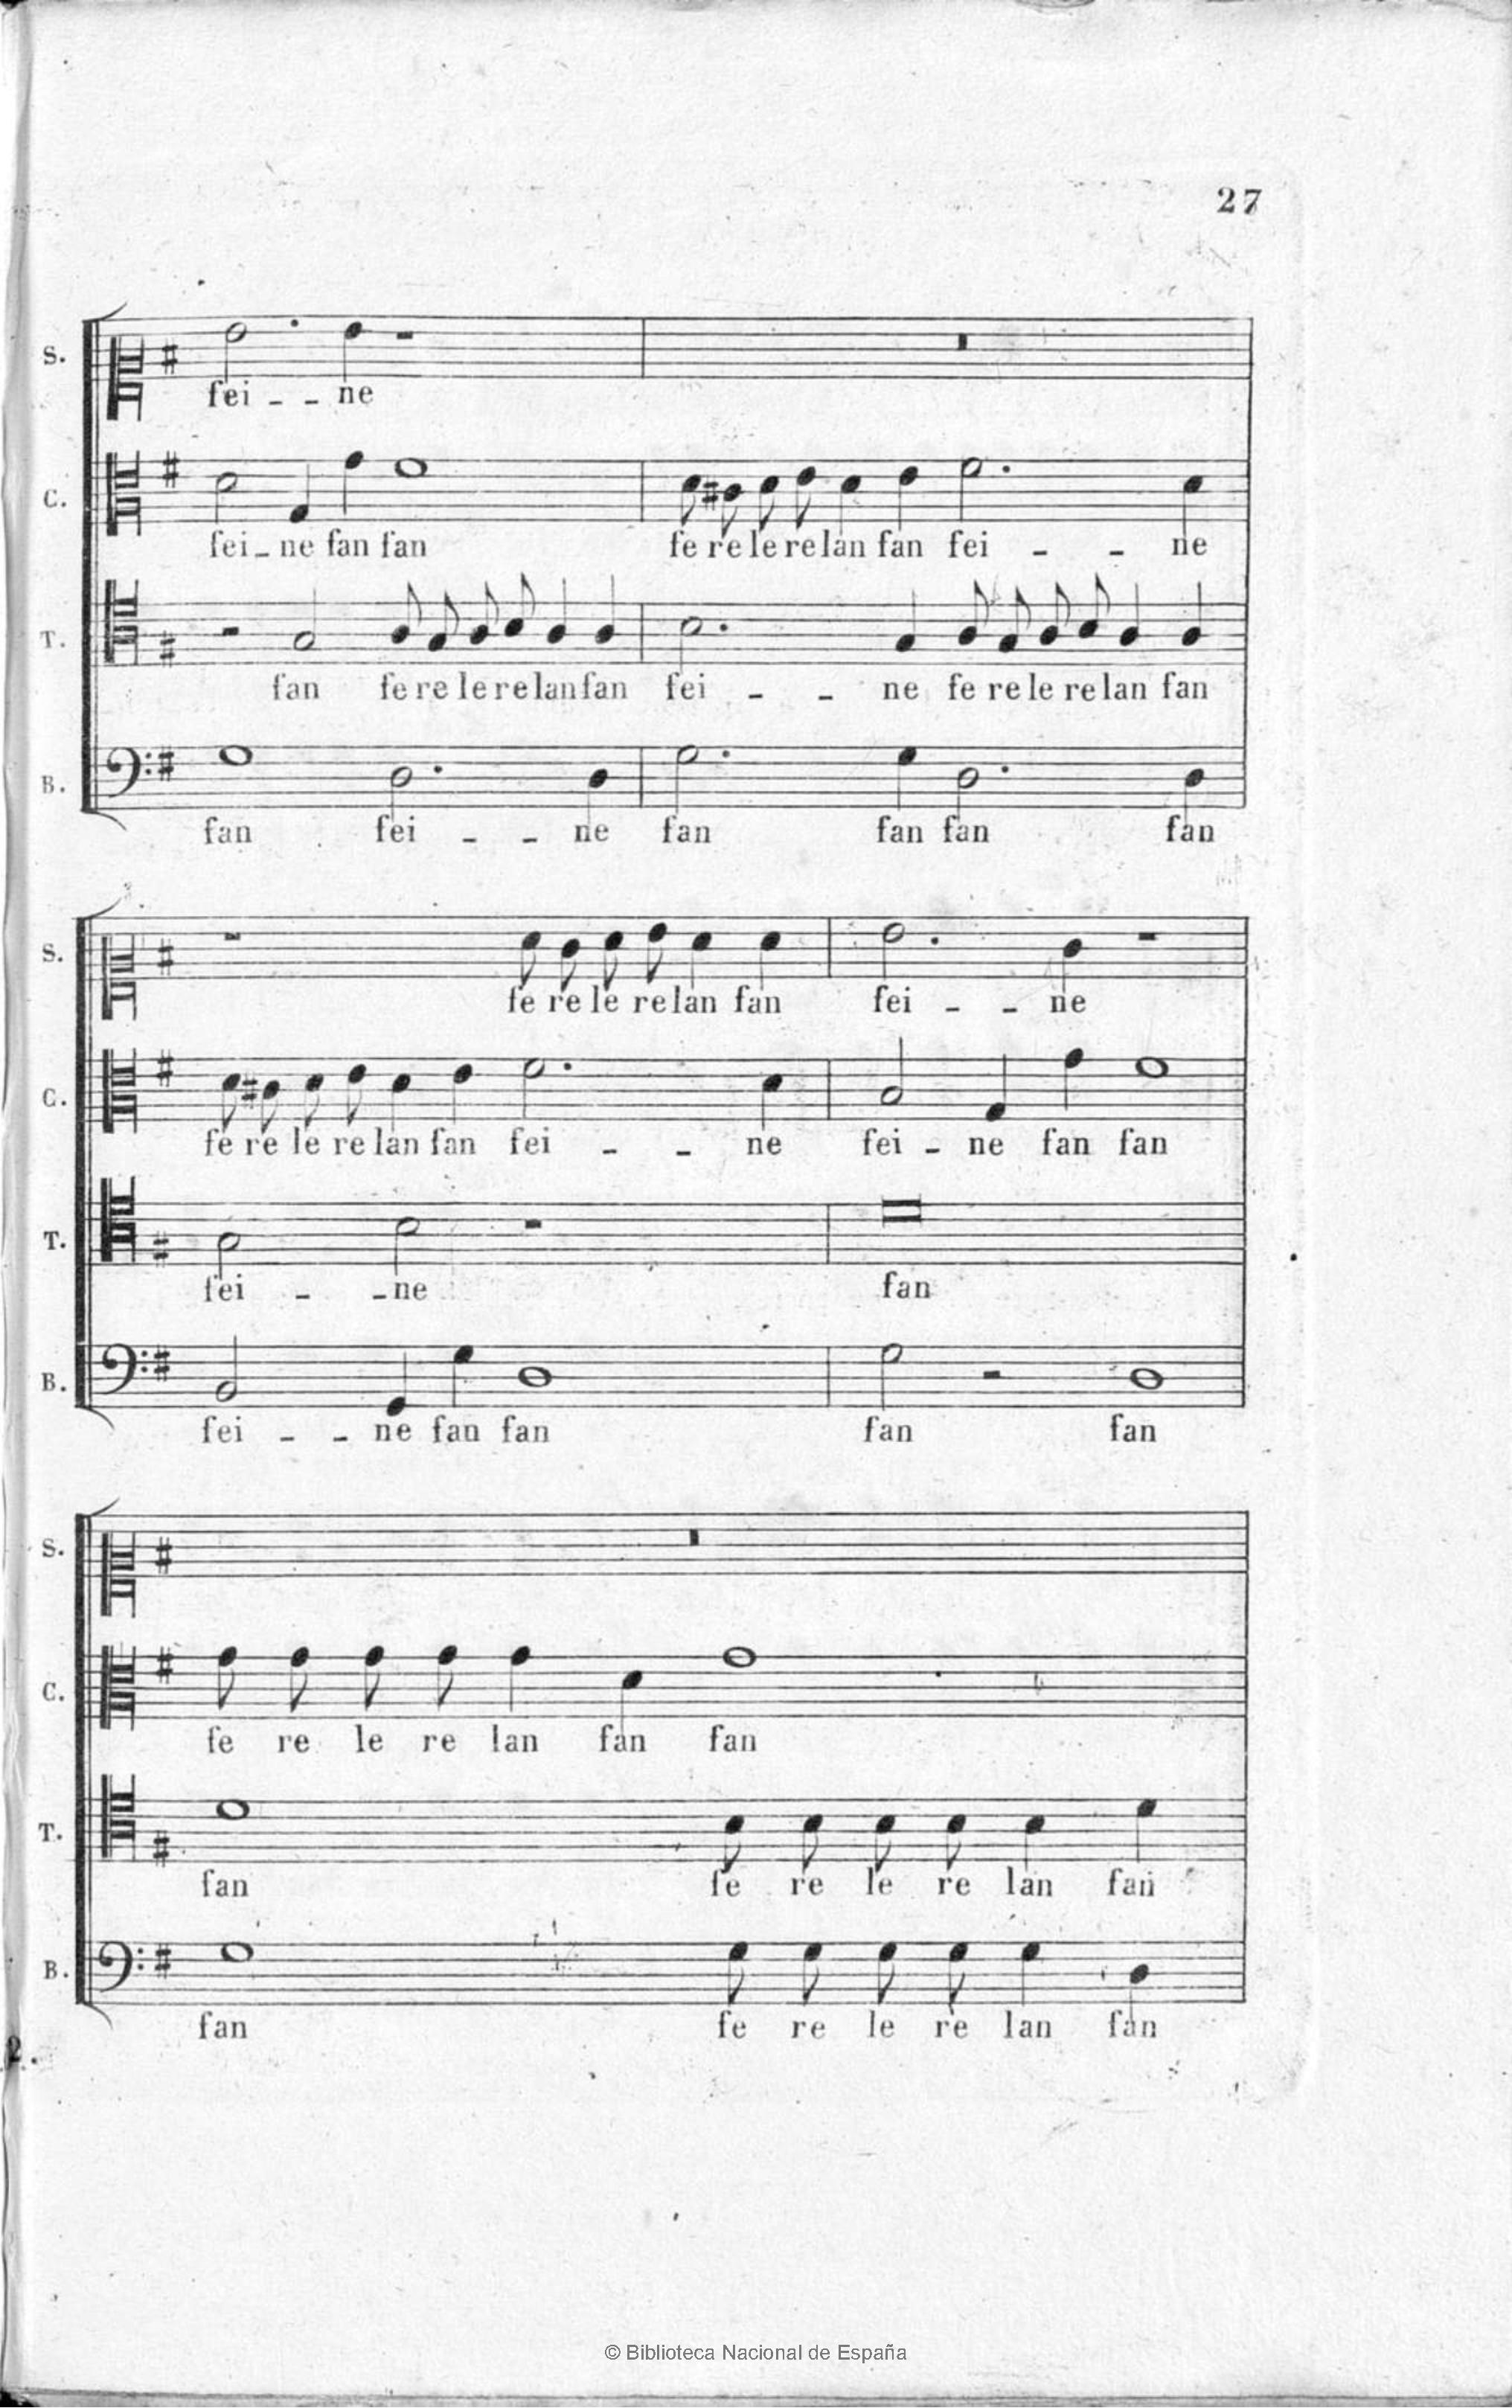 27
S.
fei - - ne
C.
fei - ne fan fan fe re le re lan fan fei - - ne
T.
fan fe re le re lan fan fei - - ne fe re le re lan fan
B.
fan fei - - ne fan fan fan fan
S.
fe re le re lan fan fei - - ne
C.
fe re le re lan fan fei - - ne fei - ne fan fan
T.
fei - - ne fan
B.
fei - - ne fan fan fan fan
S.
C.
fe re le re lan fan fan
T.
fan fe re le re lan fan
B.
fan fe re le re lan fan
2.
© Biblioteca Nacional de España